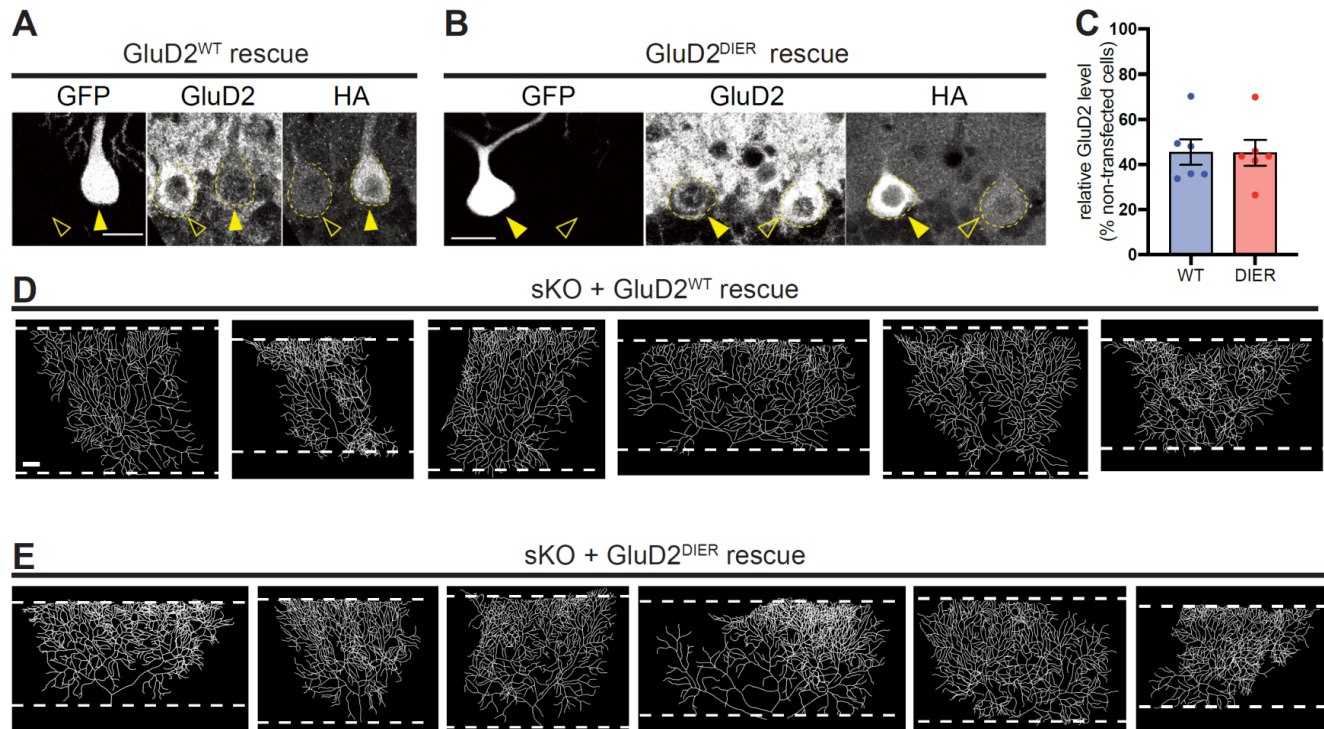 A
GluD2WT rescue
GFP GluD2 HA
B
GluD2DIER rescue
GFP GluD2 HA
C
relative GluD2 level
(% non-transfected cells)
100
80
60
40
20
0
WT DIER
D
sKO + GluD2WT rescue
E
sKO + GluD2DIER rescue